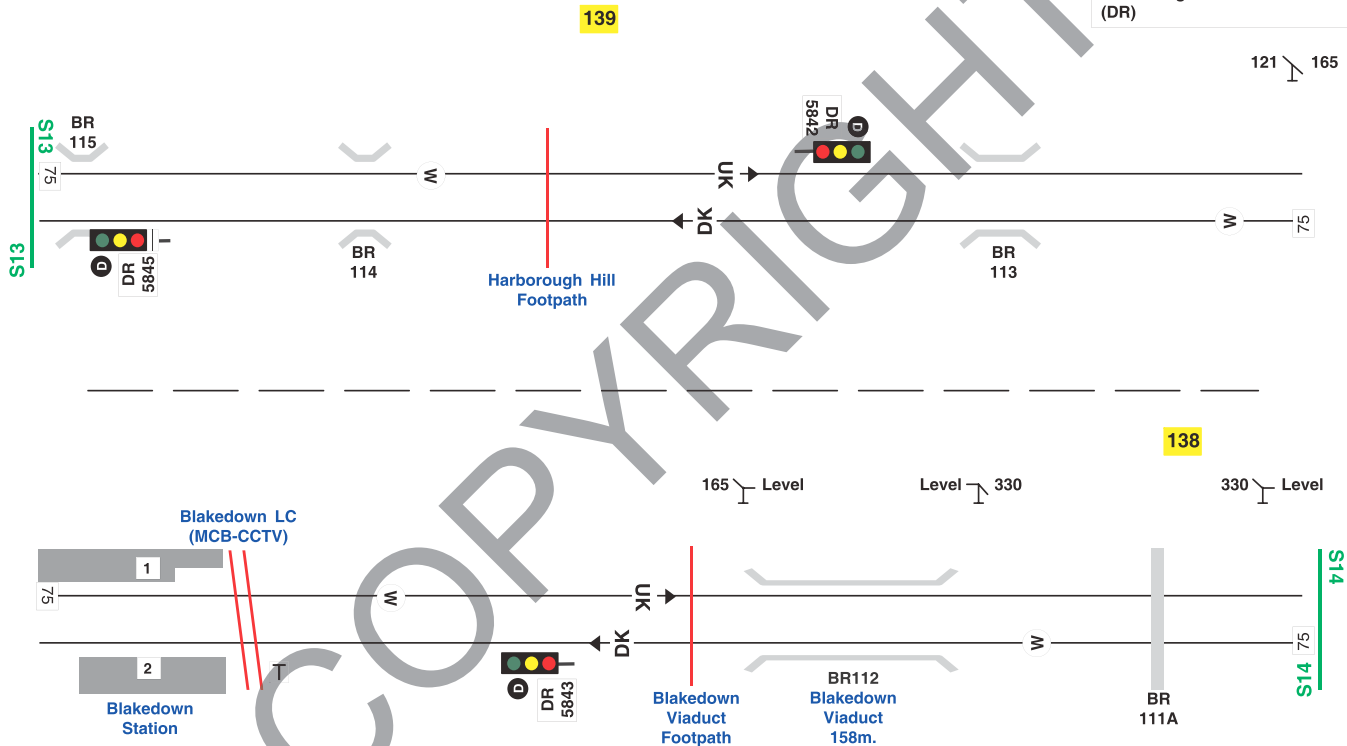 139
(DR)
121 165
S13
BR
115
75
W
UK
DR
5842
D
S13
D
DR
5845
BR
114
Harborough Hill
Footpath
DK
BR
113
W
75
138
165 Level
Level 330
330 Level
Blakedown LC
(MCB-CCTV)
1
75
W
UK
S14
2
Blakedown
Station
T
D
DR
5843
DK
Blakedown
Viaduct
Footpath
BR112
Blakedown
Viaduct
158m.
W
BR
111A
75
S14
COPYRIGHT